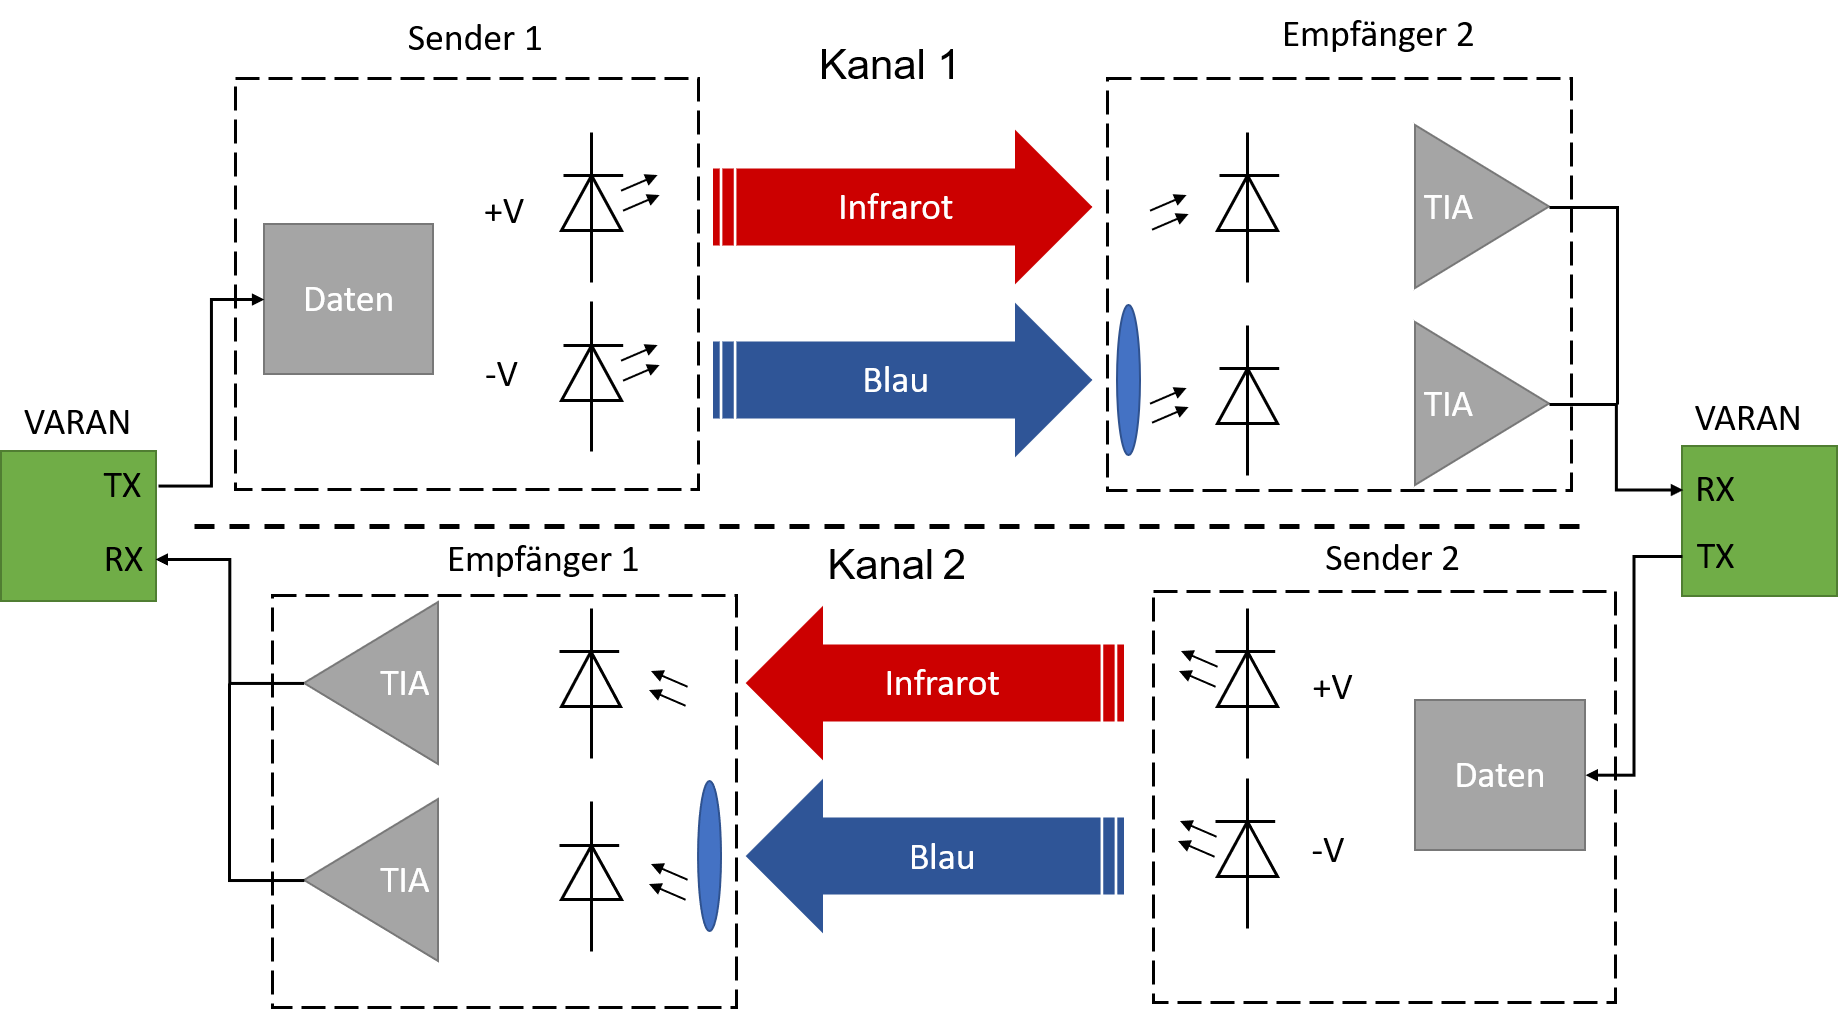 Sender 1
Kanal 1
Empfänger 2
+V
Infrarot
TIA
Daten
-V
Blau
TIA
VARAN
VARAN
TX
RX
RX
TX
Empfänger 1
Kanal 2
Sender 2
TIA
Infrarot
+V
Daten
TIA
Blau
-V